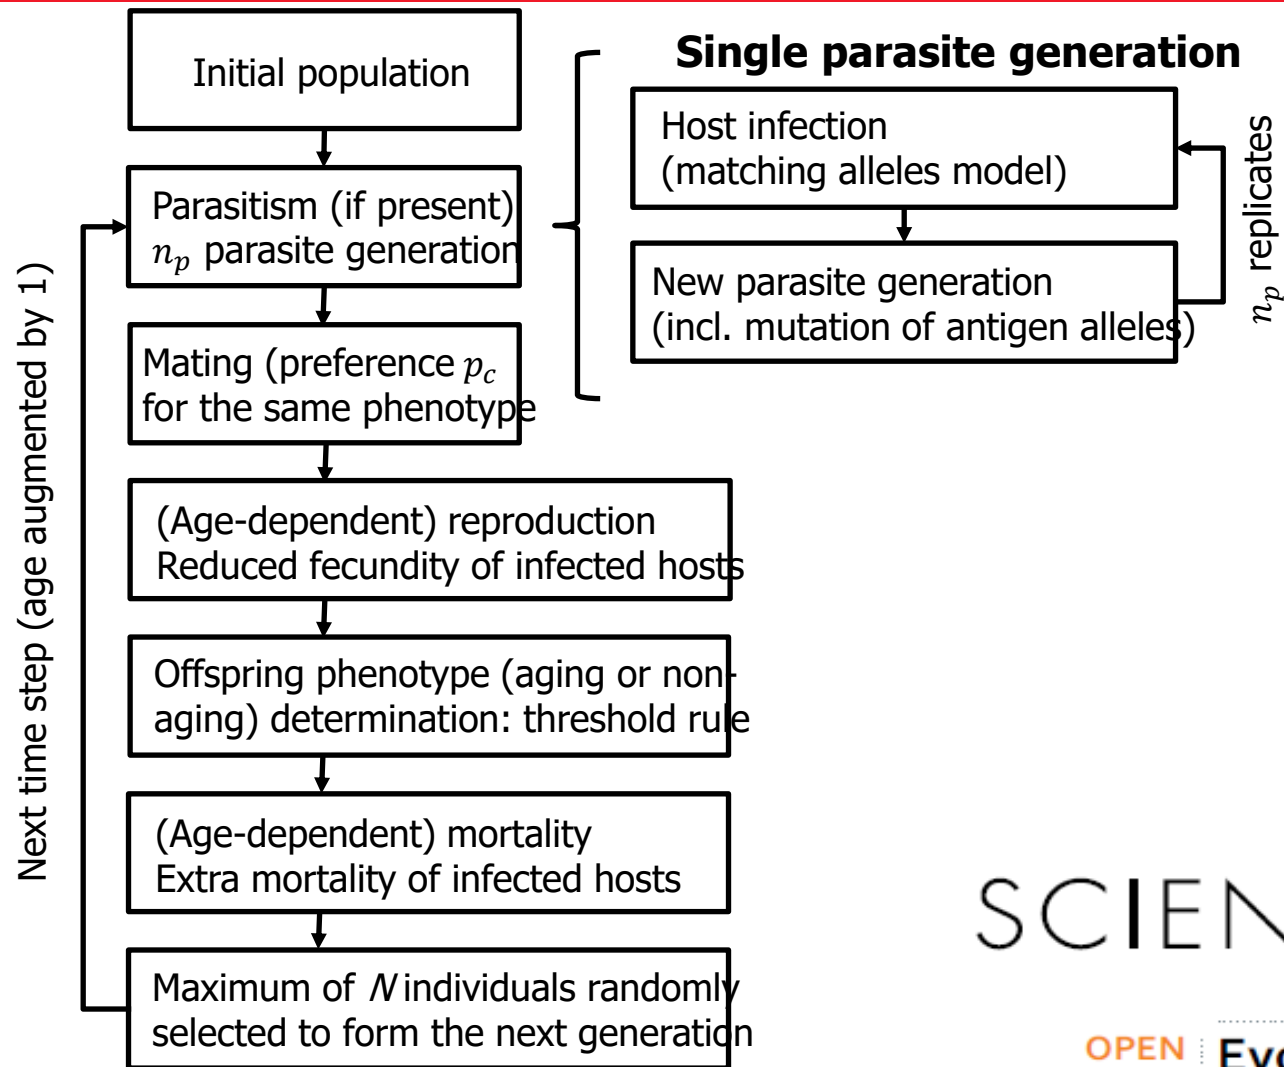 Initial population
Parasitism (if present)
n_p parasite generation
Mating (preference p_c
for the same phenotype
(Age-dependent) reproduction
Reduced fecundity of infected hosts
Offspring phenotype (aging or non-
aging) determination: threshold rule
(Age-dependent) mortality
Extra mortality of infected hosts
Maximum of N individuals randomly
selected to form the next generation
Next time step (age augmented by 1)
Single parasite generation
Host infection
(matching alleles model)
New parasite generation
(incl. mutation of antigen alleles)
n_p replicates
SCIEN
OPEN
Evo